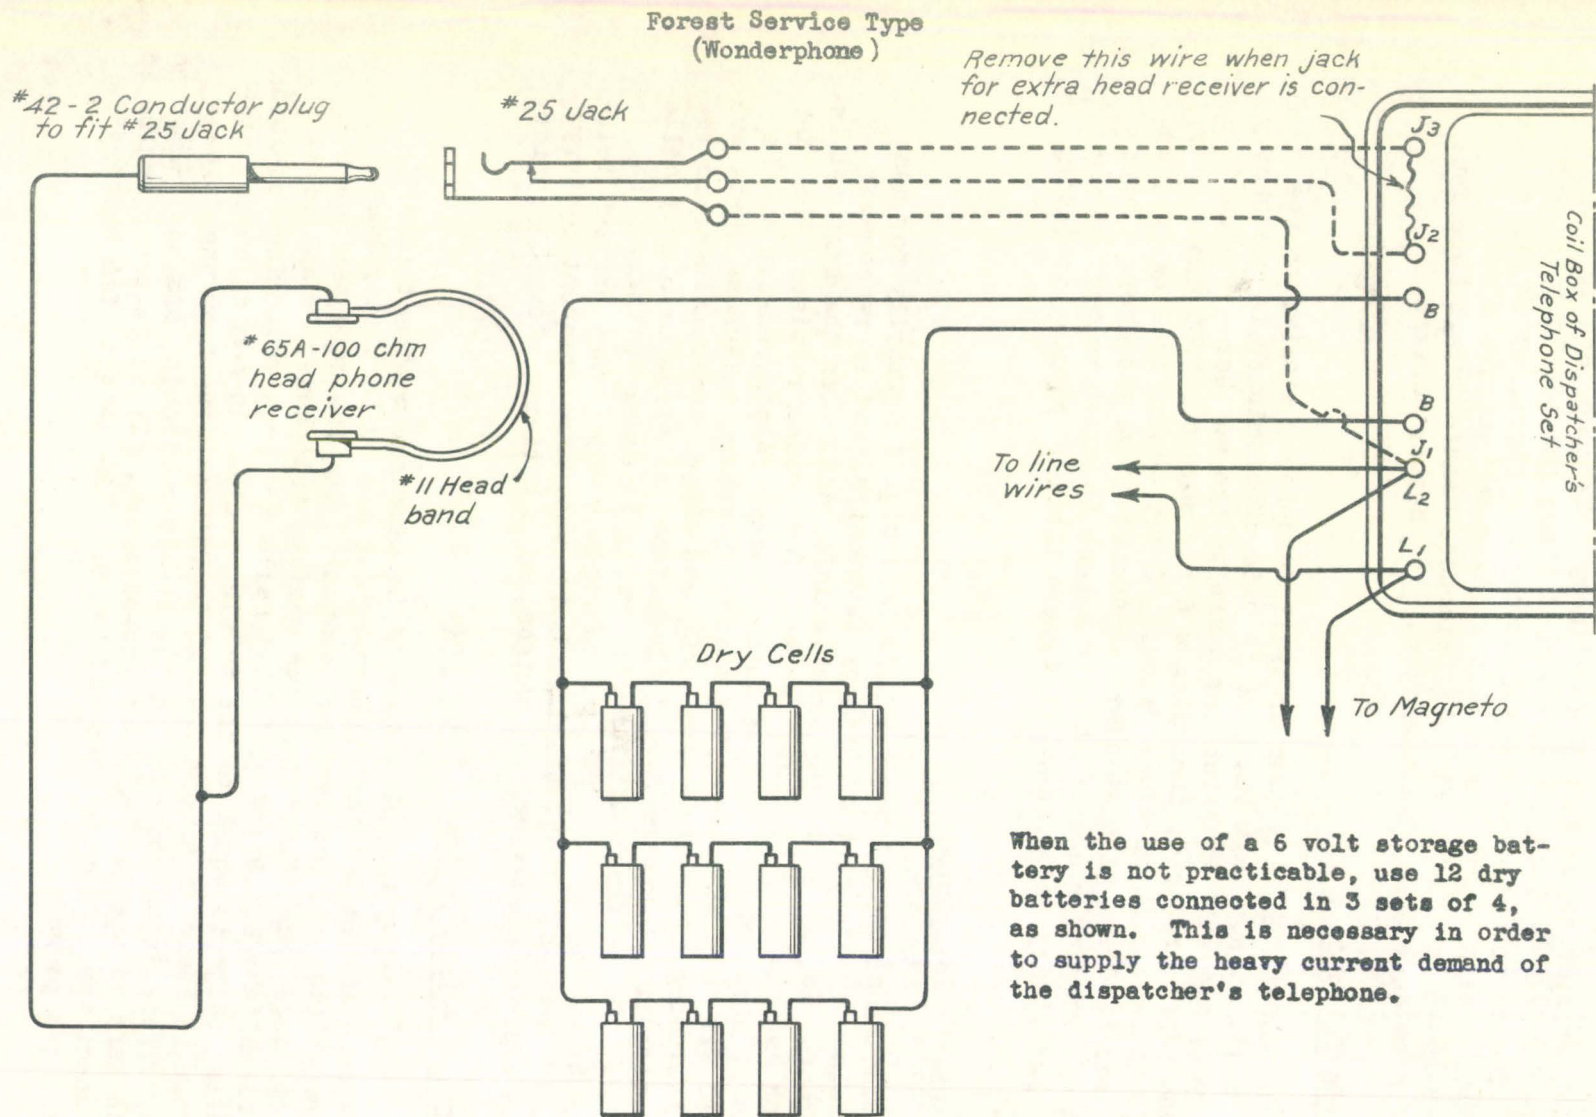 Forest Service Type
(Wonderphone)
Remove this wire when jack
for extra head receiver is con-
nected.
#42-2 Conductor plug
to fit #25 Jack
#25 Jack
J3
J2
B
Coil Box of Dispatcher's
Telephone Set
#65A-100 ohm
head phone
receiver
B
J1
To line
wires
L2
#11 Head
band
L1
Dry Cells
To Magneto
When the use of a 6 volt storage bat-
tery is not practicable, use 12 dry
batteries connected in 3 sets of 4,
as shown. This is necessary in order
to supply the heavy current demand of
the dispatcher's telephone.